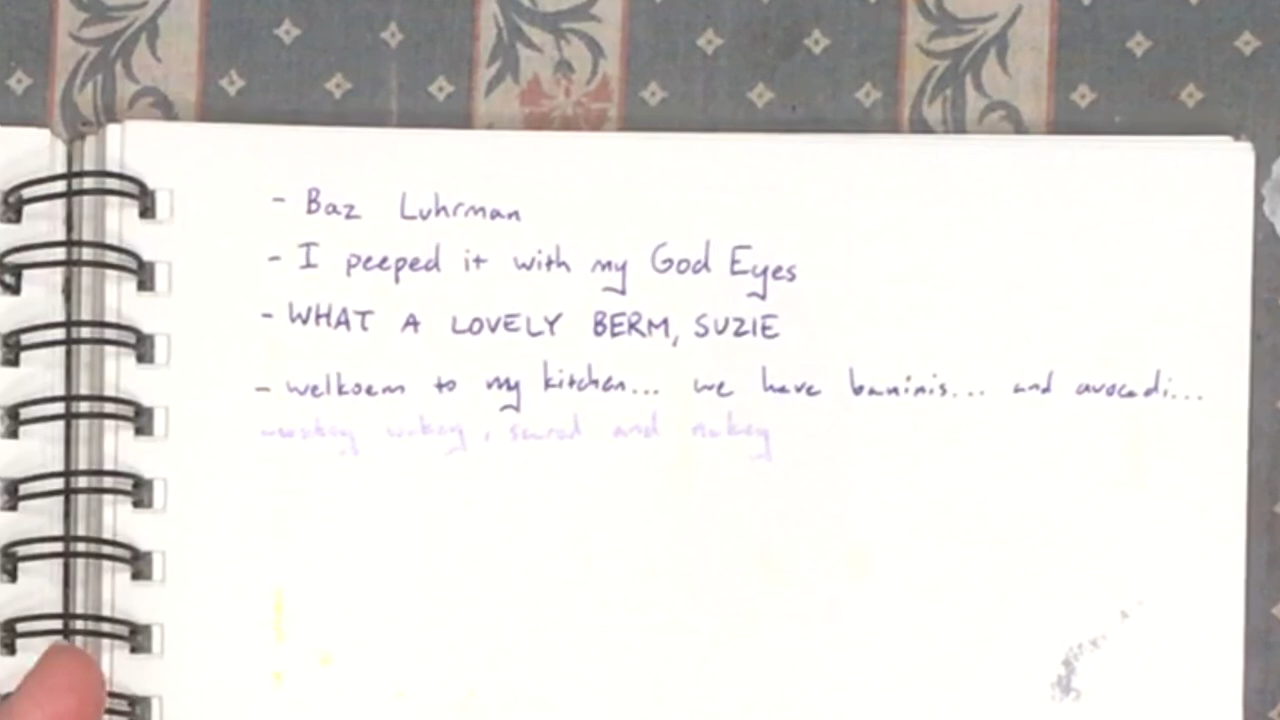 - Baz Luhrman
- I peeped it with my God Eyes
- WHAT A LOVELY BERM, SUZIE
- welkoem to my kitchen... we have baninis... and avocadi...
and